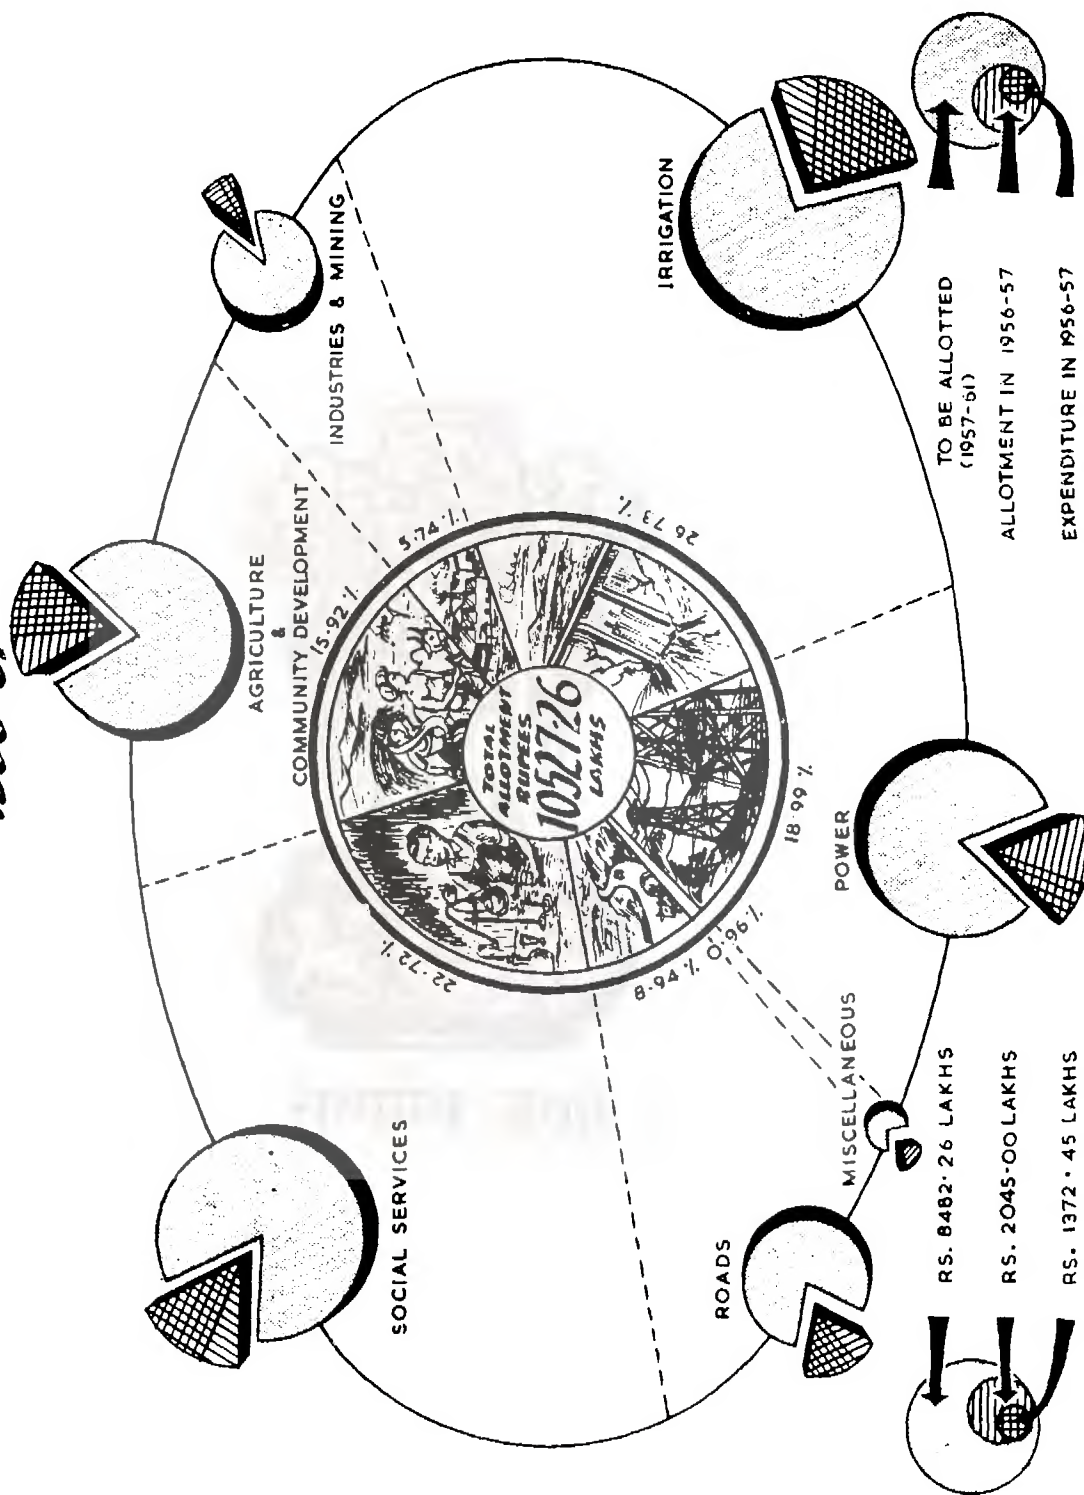 SOCIAL SERVICES
22·72 %
AGRICULTURE
&
COMMUNITY DEVELOPMENT
15·92 %
INDUSTRIES & MINING
5·74 %
TOTAL
ALLOTMENT
RUPEES
10527·26
LAKHS
ROADS
8·94 %
MISCELLANEOUS
0·96 %
POWER
18·99 %
IRRIGATION
26 73 %
RS. 8482·26 LAKHS
TO BE ALLOTTED
(1957-61)
RS. 2045-00 LAKHS
ALLOTMENT IN 1956-57
RS. 1372·45 LAKHS
EXPENDITURE IN 1956-57